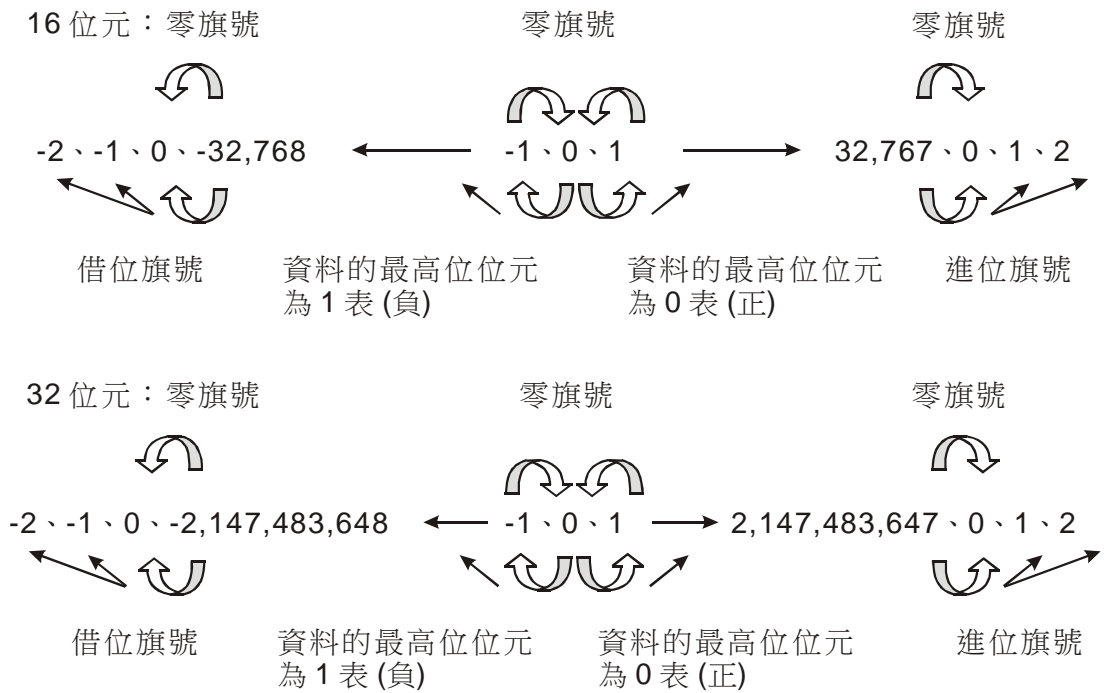 16 位元：零旗號 零旗號 零旗號
-2、-1、0、-32,768 -1、0、1 32,767、0、1、2
借位旗號 資料的最高位位元 資料的最高位位元 進位旗號
為 1 表 (負) 為 0 表 (正)
32 位元：零旗號 零旗號 零旗號
-2、-1、0、-2,147,483,648 -1、0、1 2,147,483,647、0、1、2
借位旗號 資料的最高位位元 資料的最高位位元 進位旗號
為 1 表 (負) 為 0 表 (正)